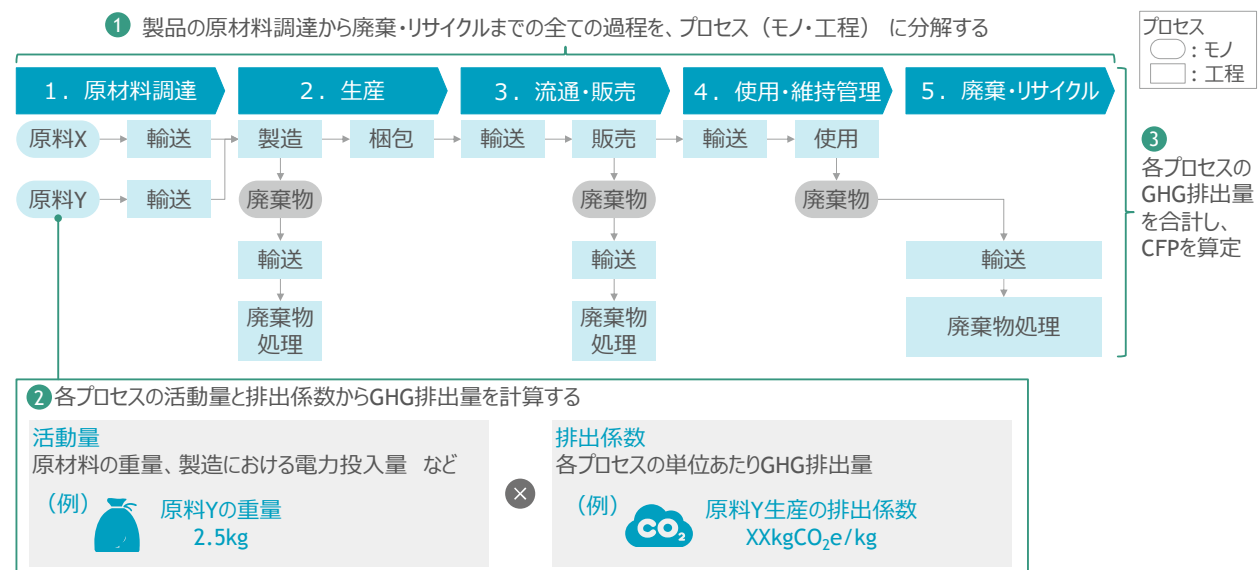 1 製品の原材料調達から廃棄・リサイクルまでの全ての過程を、プロセス（モノ・工程） に分解する
プロセス
：モノ
：工程
1．原材料調達
2．生産
3．流通・販売
4．使用・維持管理
5．廃棄・リサイクル
原料X
輸送
製造
梱包
輸送
販売
輸送
使用
原料Y
輸送
廃棄物
廃棄物
廃棄物
輸送
輸送
輸送
廃棄物
処理
廃棄物
処理
廃棄物処理
3
各プロセスの
GHG排出量
を合計し、
CFPを算定
2 各プロセスの活動量と排出係数からGHG排出量を計算する
活動量
原材料の重量、製造における電力投入量 など
（例）
原料Yの重量
2.5kg
×
排出係数
各プロセスの単位あたりGHG排出量
（例）
CO₂
原料Y生産の排出係数
XXkgCO₂e/kg